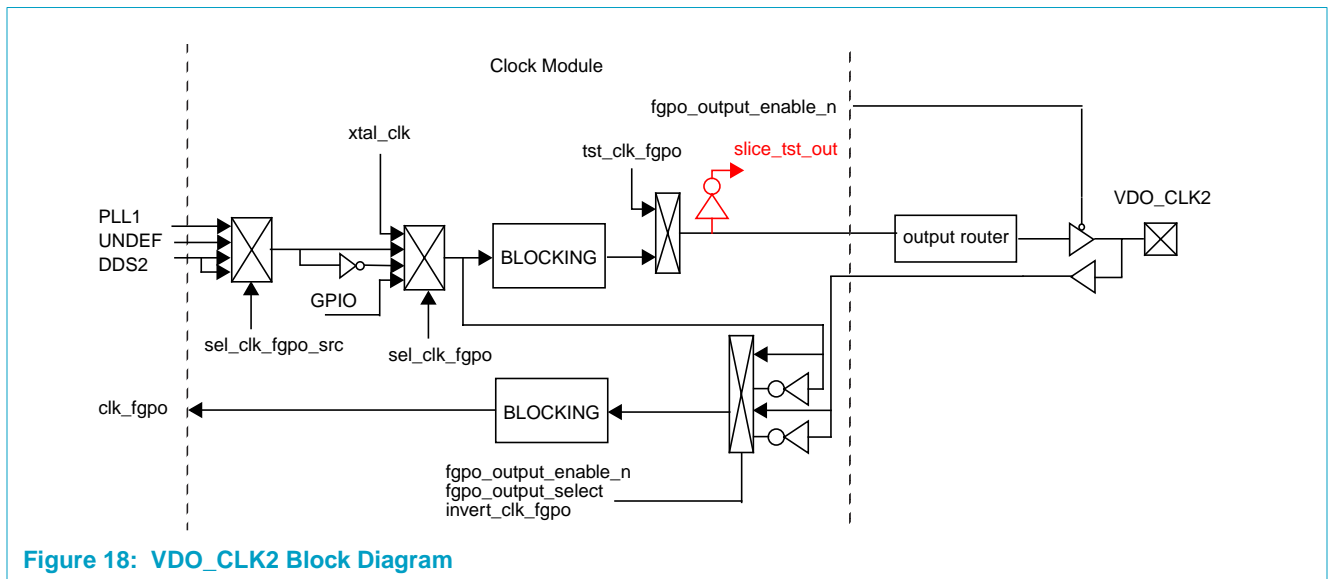 Clock Module
fgpo_output_enable_n
xtal_clk
tst_clk_fgpo
slice_tst_out
VDO_CLK2
PLL1
UNDEF
DDS2
BLOCKING
output router
GPIO
sel_clk_fgpo_src
sel_clk_fgpo
clk_fgpo
BLOCKING
fgpo_output_enable_n
fgpo_output_select
invert_clk_fgpo
Figure 18: VDO_CLK2 Block Diagram